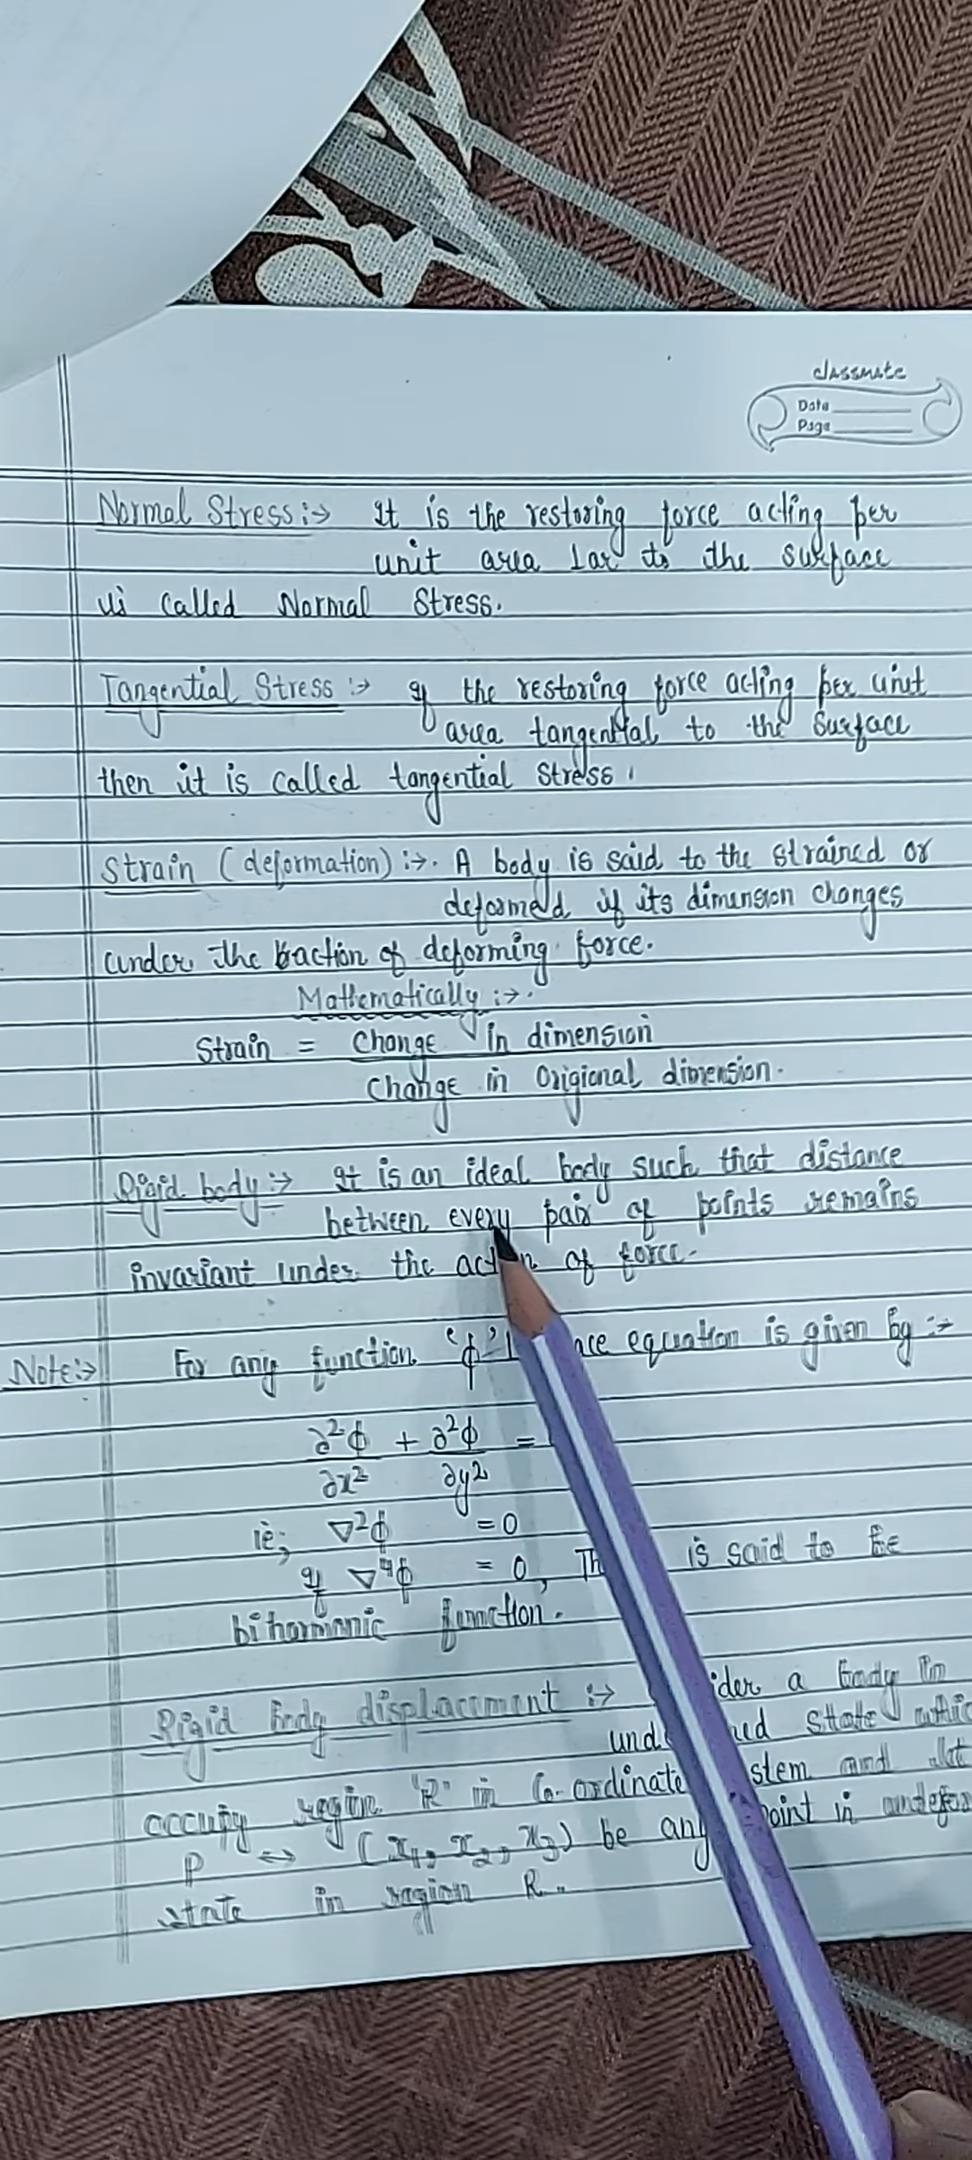 classmate
Date
Page
Normal Stress :→ It is the restoring force acting per
unit area lar to the surface
is called Normal Stress.
Tangential Stress :→ If the restoring force acting per unit
area tangential to the surface
then it is called tangential stress.
Strain (deformation) :→. A body is said to the strained or
deformed if its dimension changes
under the action of deforming force.
Mathematically :→.
Strain = Change in dimension
Change in Origional dimension.
Rigid body :→ It is an ideal body such that distance
between every pair of points remains
invariant under the action of force.
Note:→ For any function 'ϕ' equation is given by :→
∂²ϕ + ∂²ϕ =
∂x² ∂y²
ie; ∇²ϕ = 0
If ∇⁴ϕ = 0, is said to be
biharmonic function.
Rigid body displacment :→ a body in
state
occupy region "R" in Co-ordinate and let
P ↔ (x₁, x₂, x₃) be any point in
state in region R.